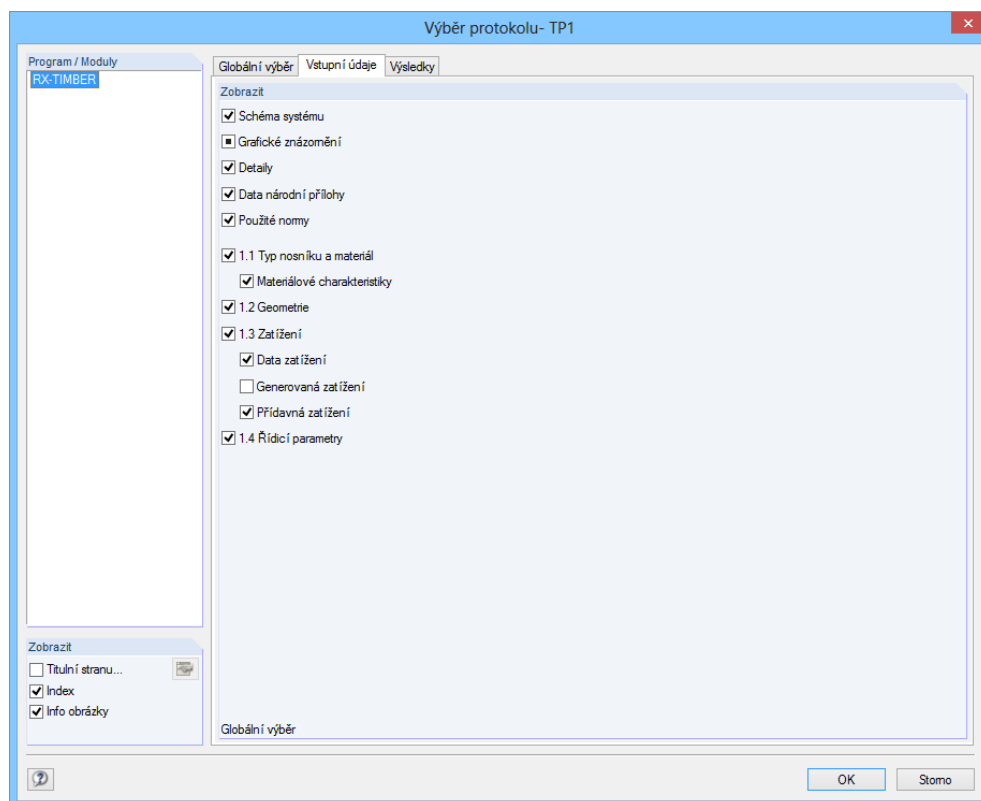 Výběr protokolu- TP1
Program / Moduly
RX-TIMBER
Globální výběr
Vstupní údaje
Výsledky
Zobrazit
Schéma systému
Grafické znázornění
Detaily
Data národní přílohy
Použité normy
1.1 Typ nosníku a materiál
Materiálové charakteristiky
1.2 Geometrie
1.3 Zatížení
Data zatížení
Generovaná zatížení
Přídavná zatížení
1.4 Řídicí parametry
Zobrazit
Titulní stranu...
Index
Info obrázky
Globální výběr
OK
Storno